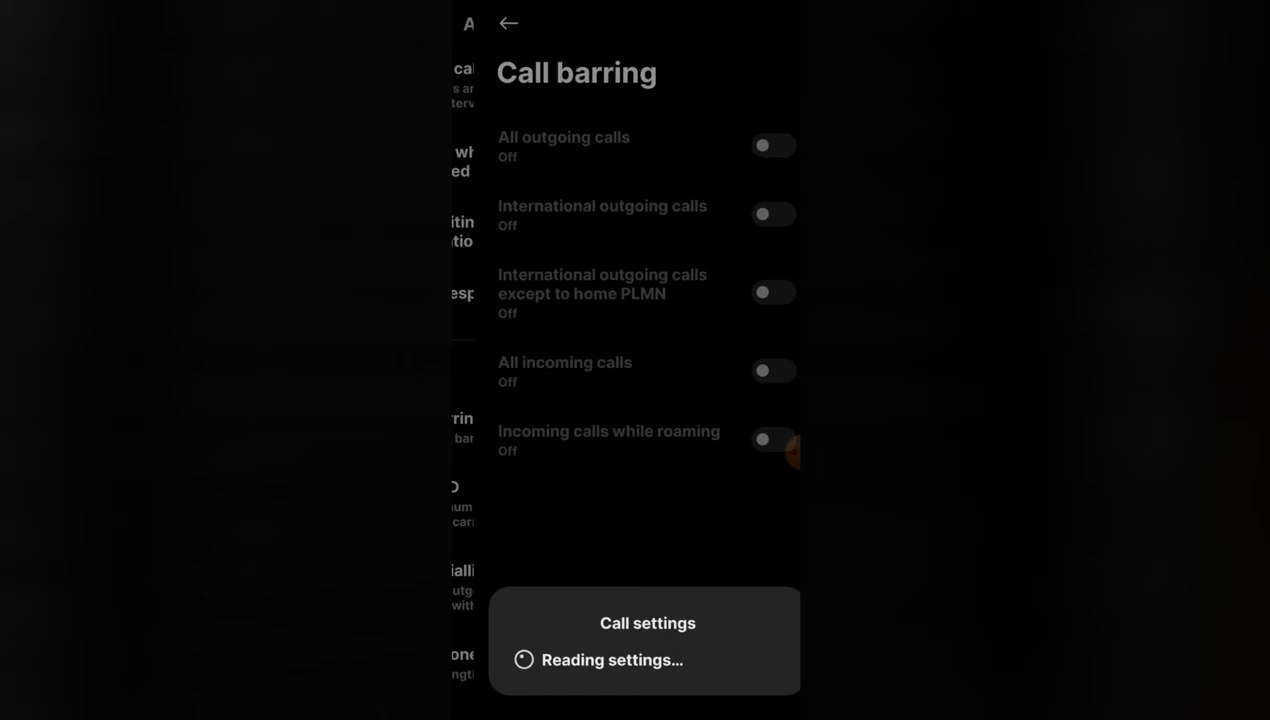 Call barring
All outgoing calls
Off
International outgoing calls
Off
International outgoing calls
except to home PLMN
Off
All incoming calls
Off
Incoming calls while roaming
Off
Call settings
Reading settings...